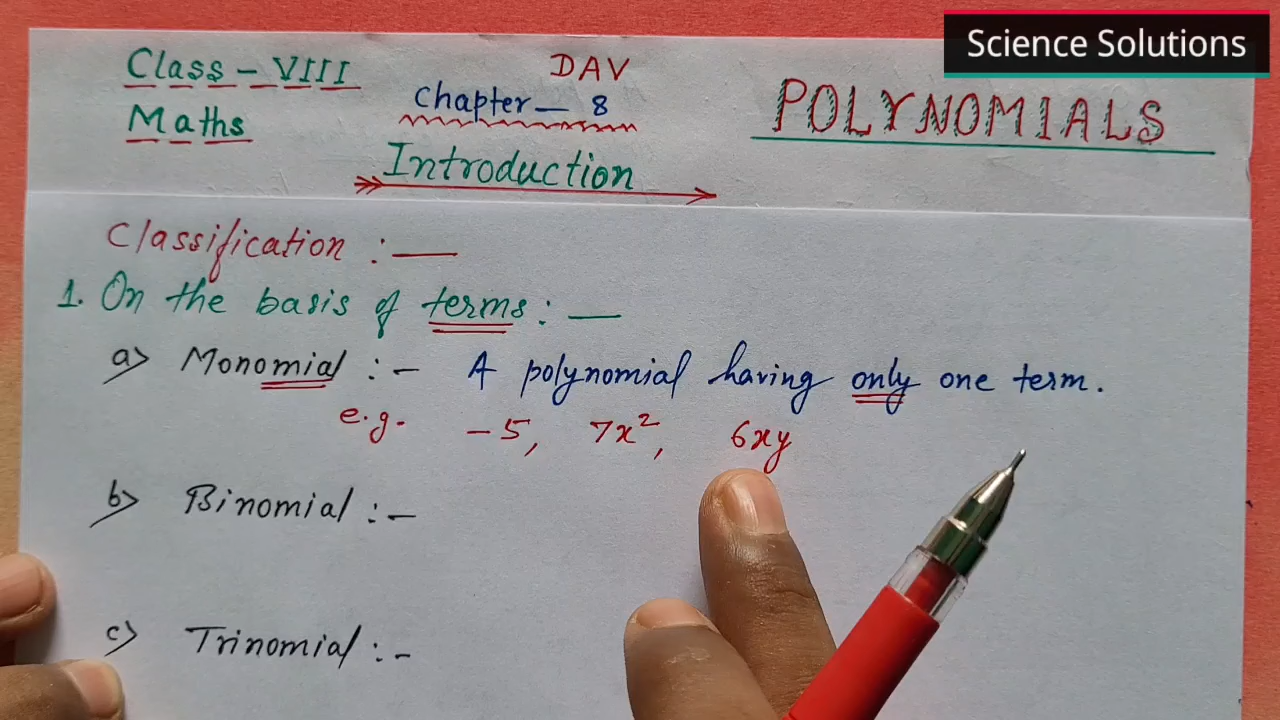 Science Solutions
Class - VIII
Maths
DAV
Chapter — 8
Introduction
POLYNOMIALS
Classification : —
1. On the basis of terms : —
a) Monomial :- A polynomial having only one term.
e.g. -5, 7x², 6xy
b) Binomial :-
c) Trinomial :-